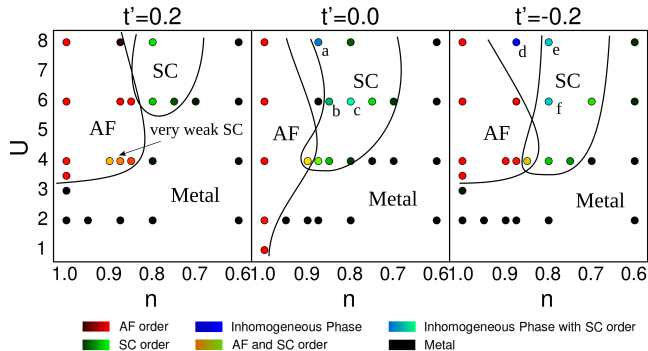 t'=0.2 t'=0.0 t'=-0.2
8 a d e
7 SC SC SC
6 b c f
5 AF very weak SC AF AF
U
4
3 Metal Metal Metal
2
1
1.0 0.9 0.8 0.7 0.6 1.0 0.9 0.8 0.7 0.6 1.0 0.9 0.8 0.7 0.6
n n n
AF order Inhomogeneous Phase Inhomogeneous Phase with SC order
SC order AF and SC order Metal